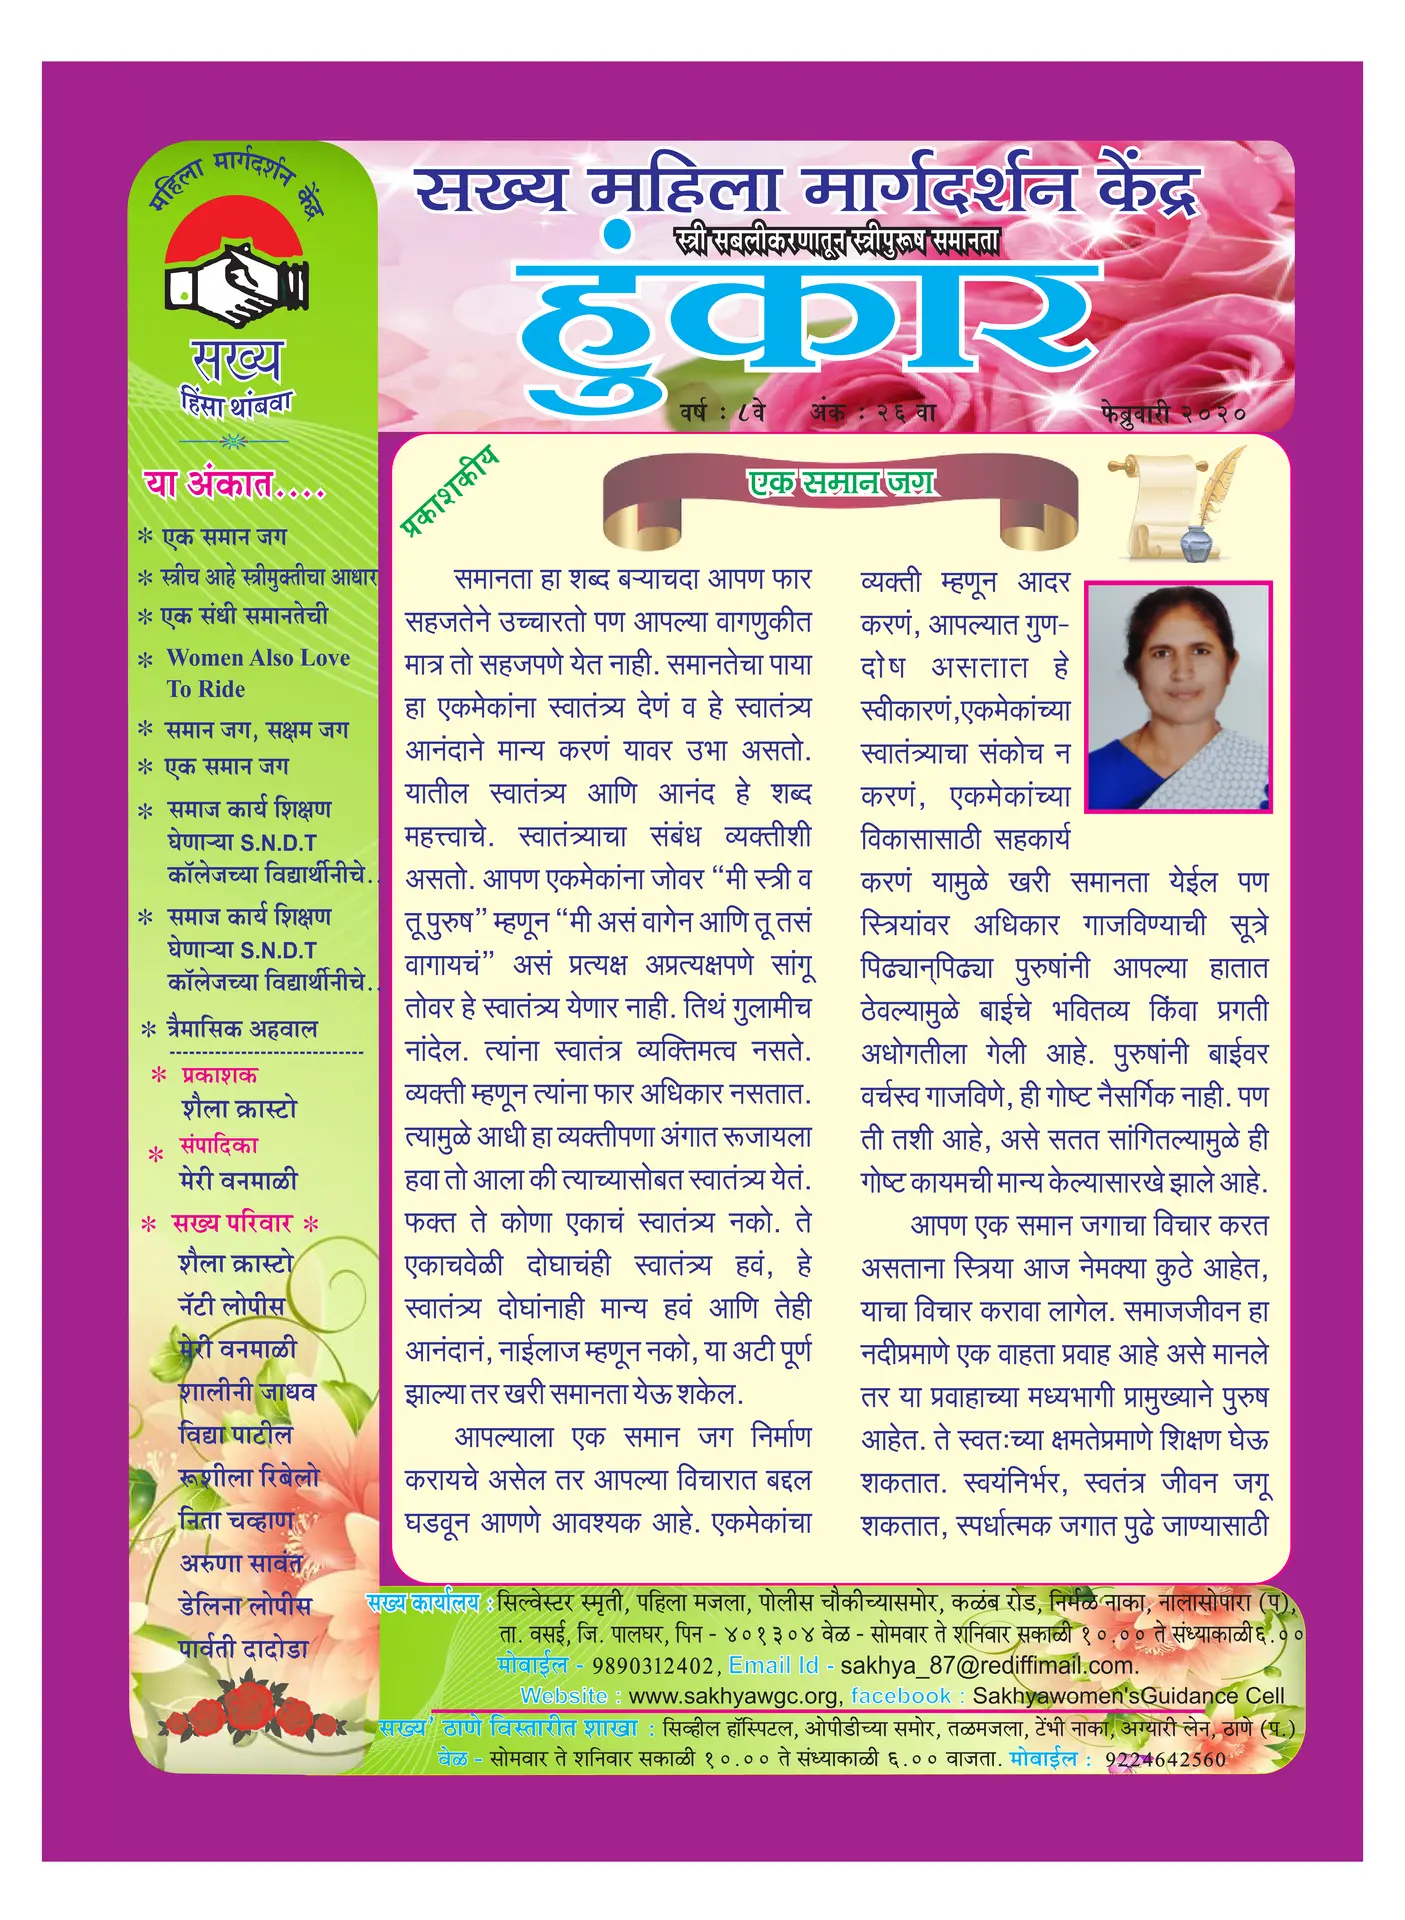 महिला मार्गदर्शन केंद्र
सख्य
हिंसा थांबवा
सख्य महिला मार्गदर्शन केंद्र
स्त्री सबलीकरणातून स्त्रीपुरूष समानता
हुंकार
वर्ष : ८वे अंक : २६ वा फेब्रुवारी २०२०
या अंकात....
* एक समान जग
* स्त्रीच आहे स्त्रीमुक्तीचा आधार
* एक संधी समानतेची
* Women Also Love
To Ride
* समान जग, सक्षम जग
* एक समान जग
* समाज कार्य शिक्षण
घेणाऱ्या S.N.D.T
कॉलेजच्या विद्यार्थीनीचे..
* समाज कार्य शिक्षण
घेणाऱ्या S.N.D.T
कॉलेजच्या विद्यार्थीनीचे..
* त्रैमासिक अहवाल
------------------------------
* प्रकाशक
शैला क्रास्टो
* संपादिका
मेरी वनमाळी
* सख्य परिवार *
शैला क्रास्टो
नॅटी लोपीस
मेरी वनमाळी
शालीनी जाधव
विद्या पाटील
रूशीला रिबेलो
निता चव्हाण
अरुणा सावंत
डेलिना लोपीस
पार्वती दादोडा
प्रकाशकीय
एक समान जग
समानता हा शब्द बऱ्याचदा आपण फार
सहजतेने उच्चारतो पण आपल्या वागणुकीत
मात्र तो सहजपणे येत नाही. समानतेचा पाया
हा एकमेकांना स्वातंत्र्य देणं व हे स्वातंत्र्य
आनंदाने मान्य करणं यावर उभा असतो.
यातील स्वातंत्र्य आणि आनंद हे शब्द
महत्त्वाचे. स्वातंत्र्याचा संबंध व्यक्तीशी
असतो. आपण एकमेकांना जोवर “मी स्त्री व
तू पुरुष” म्हणून “मी असं वागेन आणि तू तसं
वागायचं” असं प्रत्यक्ष अप्रत्यक्षपणे सांगू
तोवर हे स्वातंत्र्य येणार नाही. तिथं गुलामीच
नांदेल. त्यांना स्वातंत्र व्यक्तिमत्व नसते.
व्यक्ती म्हणून त्यांना फार अधिकार नसतात.
त्यामुळे आधी हा व्यक्तीपणा अंगात रूजायला
हवा तो आला की त्याच्यासोबत स्वातंत्र्य येतं.
फक्त ते कोणा एकाचं स्वातंत्र्य नको. ते
एकाचवेळी दोघाचंही स्वातंत्र्य हवं, हे
स्वातंत्र्य दोघांनाही मान्य हवं आणि तेही
आनंदानं, नाईलाज म्हणून नको, या अटी पूर्ण
झाल्या तर खरी समानता येऊ शकेल.
आपल्याला एक समान जग निर्माण
करायचे असेल तर आपल्या विचारात बद्दल
घडवून आणणे आवश्यक आहे. एकमेकांचा
व्यक्ती म्हणून आदर
करणं, आपल्यात गुण-
दोष असतात हे
स्वीकारणं,एकमेकांच्या
स्वातंत्र्याचा संकोच न
करणं, एकमेकांच्या
विकासासाठी सहकार्य
करणं यामुळे खरी समानता येईल पण
स्त्रियांवर अधिकार गाजविण्याची सूत्रे
पिढ्यान्‌पिढ्या पुरुषांनी आपल्या हातात
ठेवल्यामुळे बाईचे भवितव्य किंवा प्रगती
अधोगतीला गेली आहे. पुरुषांनी बाईवर
वर्चस्व गाजविणे, ही गोष्ट नैसर्गिक नाही. पण
ती तशी आहे, असे सतत सांगितल्यामुळे ही
गोष्ट कायमची मान्य केल्यासारखे झाले आहे.
आपण एक समान जगाचा विचार करत
असताना स्त्रिया आज नेमक्या कुठे आहेत,
याचा विचार करावा लागेल. समाजजीवन हा
नदीप्रमाणे एक वाहता प्रवाह आहे असे मानले
तर या प्रवाहाच्या मध्यभागी प्रामुख्याने पुरुष
आहेत. ते स्वतःच्या क्षमतेप्रमाणे शिक्षण घेऊ
शकतात. स्वयंनिर्भर, स्वतंत्र जीवन जगू
शकतात, स्पर्धात्मक जगात पुढे जाण्यासाठी
सख्य कार्यालय : सिल्वेस्टर स्मृती, पहिला मजला, पोलीस चौकीच्यासमोर, कळंब रोड, निर्मळ नाका, नालासोपारा (प),
ता. वसई, जि. पालघर, पिन - ४०१३०४ वेळ - सोमवार ते शनिवार सकाळी १०.०० ते संध्याकाळी६.००
मोवाईल - 9890312402, Email Id - sakhya_87@rediffimail.com.
Website : www.sakhyawgc.org, facebook : Sakhyawomen'sGuidance Cell
सख्य’ ठाणे विस्तारीत शाखा : सिव्हील हॉस्पिटल, ओपीडीच्या समोर, तळमजला, टेंभी नाका, अग्यारी लेन, ठाणे (प.)
वेळ - सोमवार ते शनिवार सकाळी १०.०० ते संध्याकाळी ६.०० वाजता. मोवाईल : 9224642560